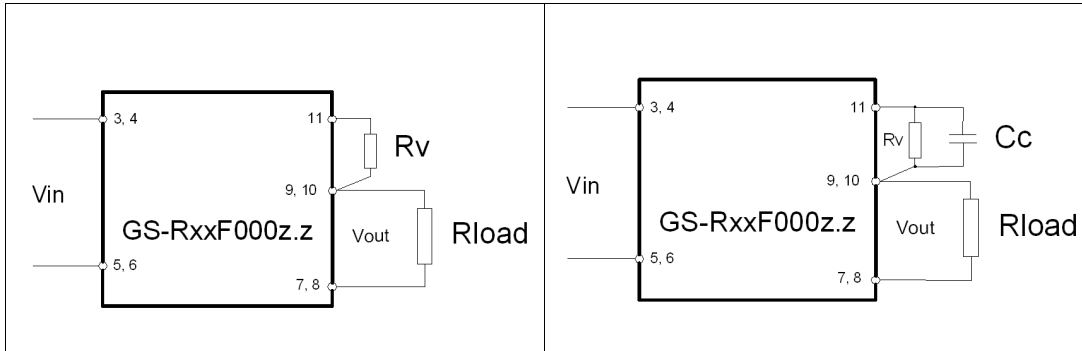 3, 4
11
Rv
9, 10
Vin
GS-RxxF000z.z
Vout
Rload
5, 6
7, 8
3, 4
11
Rv
Cc
9, 10
Vin
GS-RxxF000z.z
Vout
Rload
5, 6
7, 8